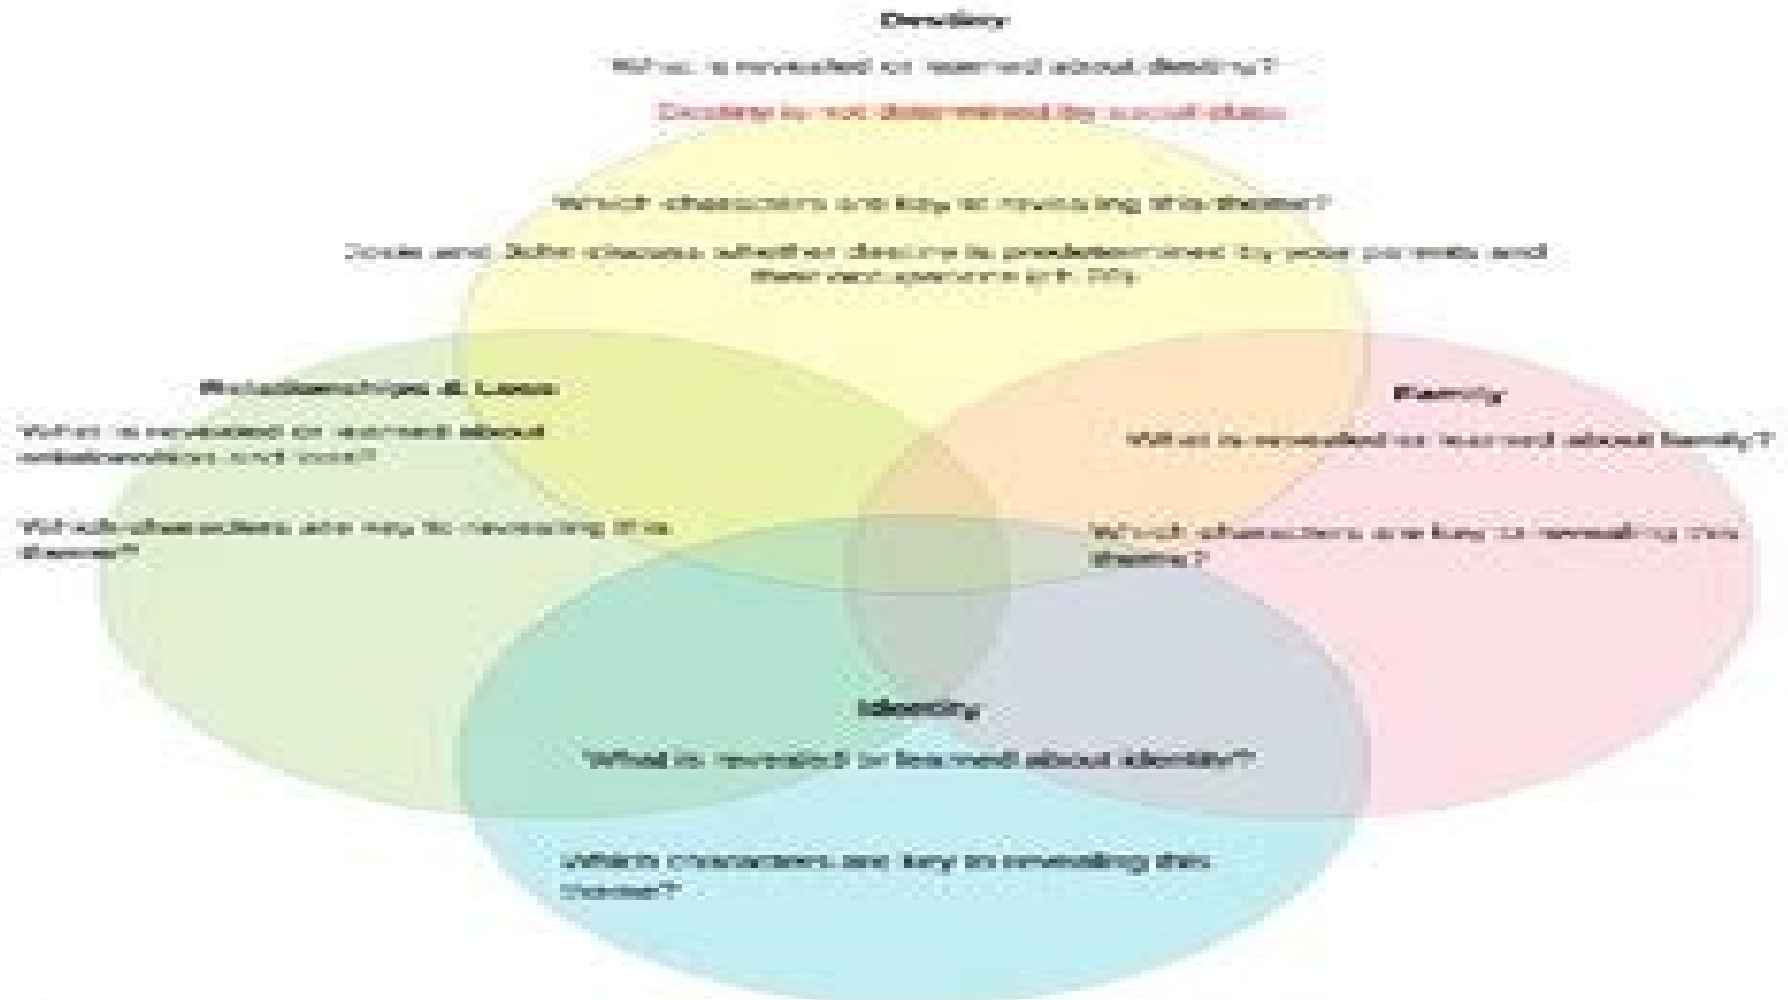 Destiny
What is revealed or learned about destiny?
Destiny is not determined by social class
Which characters are key to revealing this theme?
Josie and John discuss whether destiny is predetermined by your parents and
their
Relationships & Loss
What is revealed or learned about
relationships and loss?
Which characters are key to revealing this
theme?
Family
What is revealed or learned about family?
Which characters are key to revealing this
theme?
Identity
What is revealed or learned about identity?
Which characters are key to revealing this
theme?